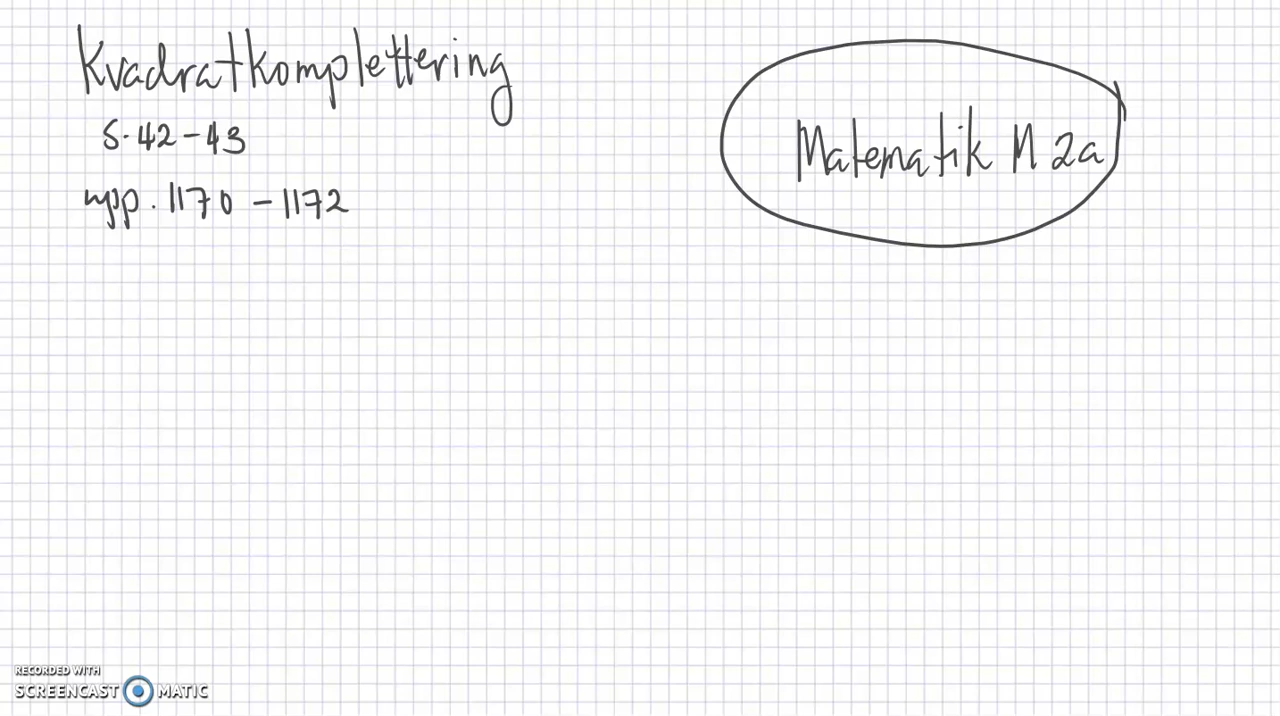 Kvadratkomplettering
s. 42-43
upp. 1170 - 1172
Matematik M 2a
RECORDED WITH
SCREENCAST MATIC